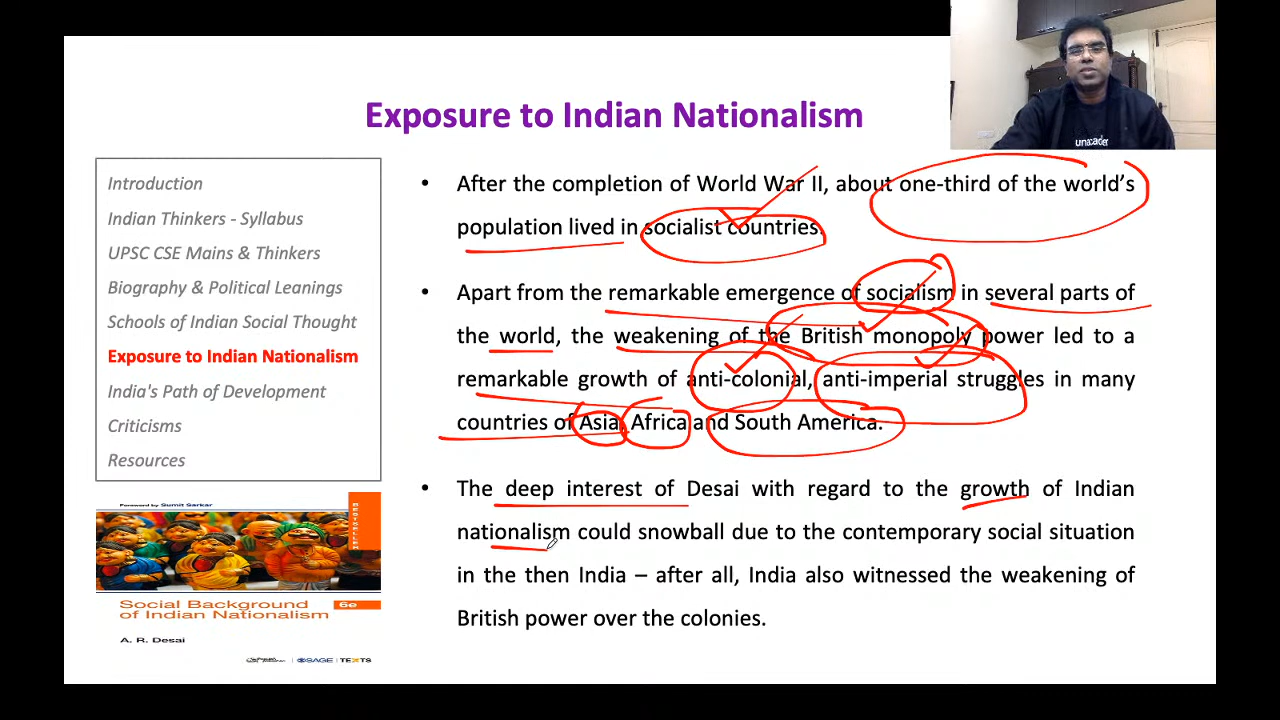 unacader
Exposure to Indian Nationalism
Introduction
Indian Thinkers - Syllabus
UPSC CSE Mains & Thinkers
Biography & Political Leanings
Schools of Indian Social Thought
Exposure to Indian Nationalism
India's Path of Development
Criticisms
Resources
• After the completion of World War II, about one-third of the world's
population lived in socialist countries.
• Apart from the remarkable emergence of socialism in several parts of
the world, the weakening of the British monopoly power led to a
remarkable growth of anti-colonial, anti-imperial struggles in many
countries of Asia, Africa and South America.
• The deep interest of Desai with regard to the growth of Indian
nationalism could snowball due to the contemporary social situation
in the then India – after all, India also witnessed the weakening of
British power over the colonies.
Foreword by Sumit Sarkar
BESTSELLER
Social Background
of Indian Nationalism
6e
A. R. Desai
SAGE | TEXTS